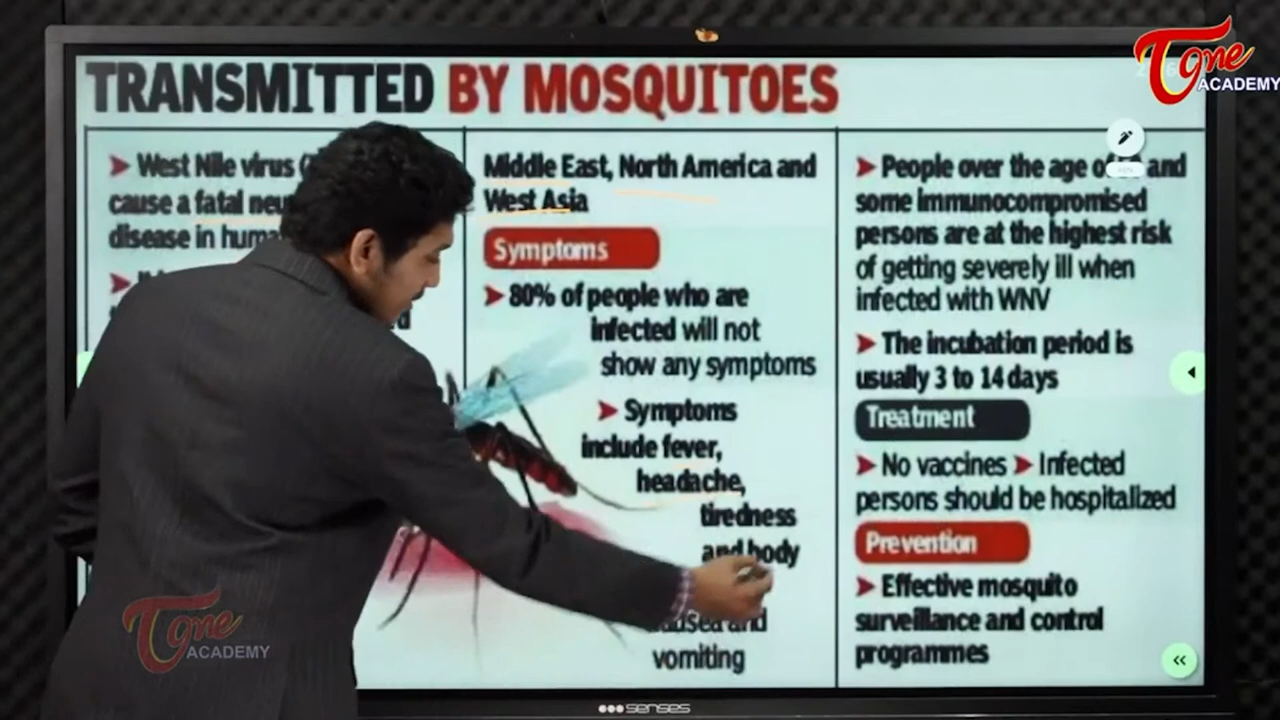 TRANSMITTED BY MOSQUITOES
West Nile virus
cause a fatal
disease in
Middle East, North America and
West Asia
Symptoms
80% of people who are
infected will not
show any symptoms
Symptoms
include fever,
headache,
tiredness
and body
and
vomiting
People over the age and
some immunocompromised
persons are at the highest risk
of getting severely ill when
infected with WNV
The incubation period is
usually 3 to 14 days
Treatment
No vaccines Infected
persons should be hospitalized
Prevention
Effective mosquito
surveillance and control
programmes
Tone
ACADEMY
Tone
ACADEMY
senses